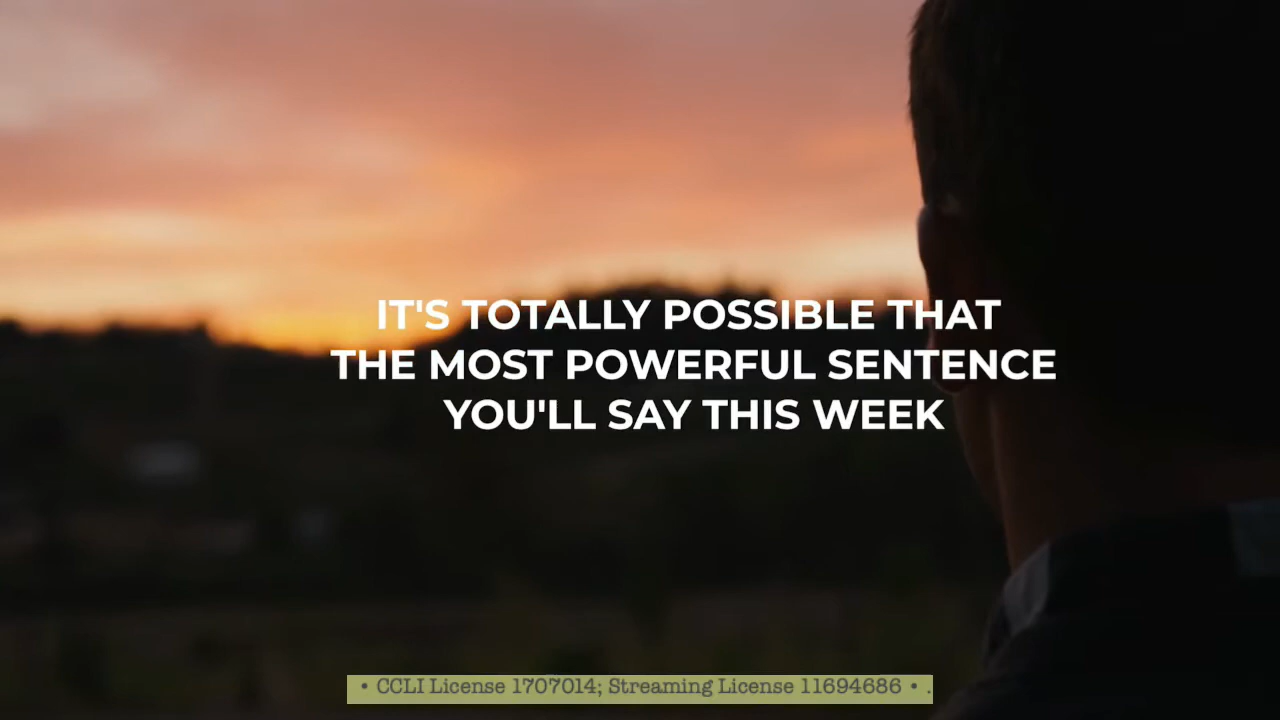 IT'S TOTALLY POSSIBLE THAT
THE MOST POWERFUL SENTENCE
YOU'LL SAY THIS WEEK
• CCLI License 1707014; Streaming License 11694686 • .